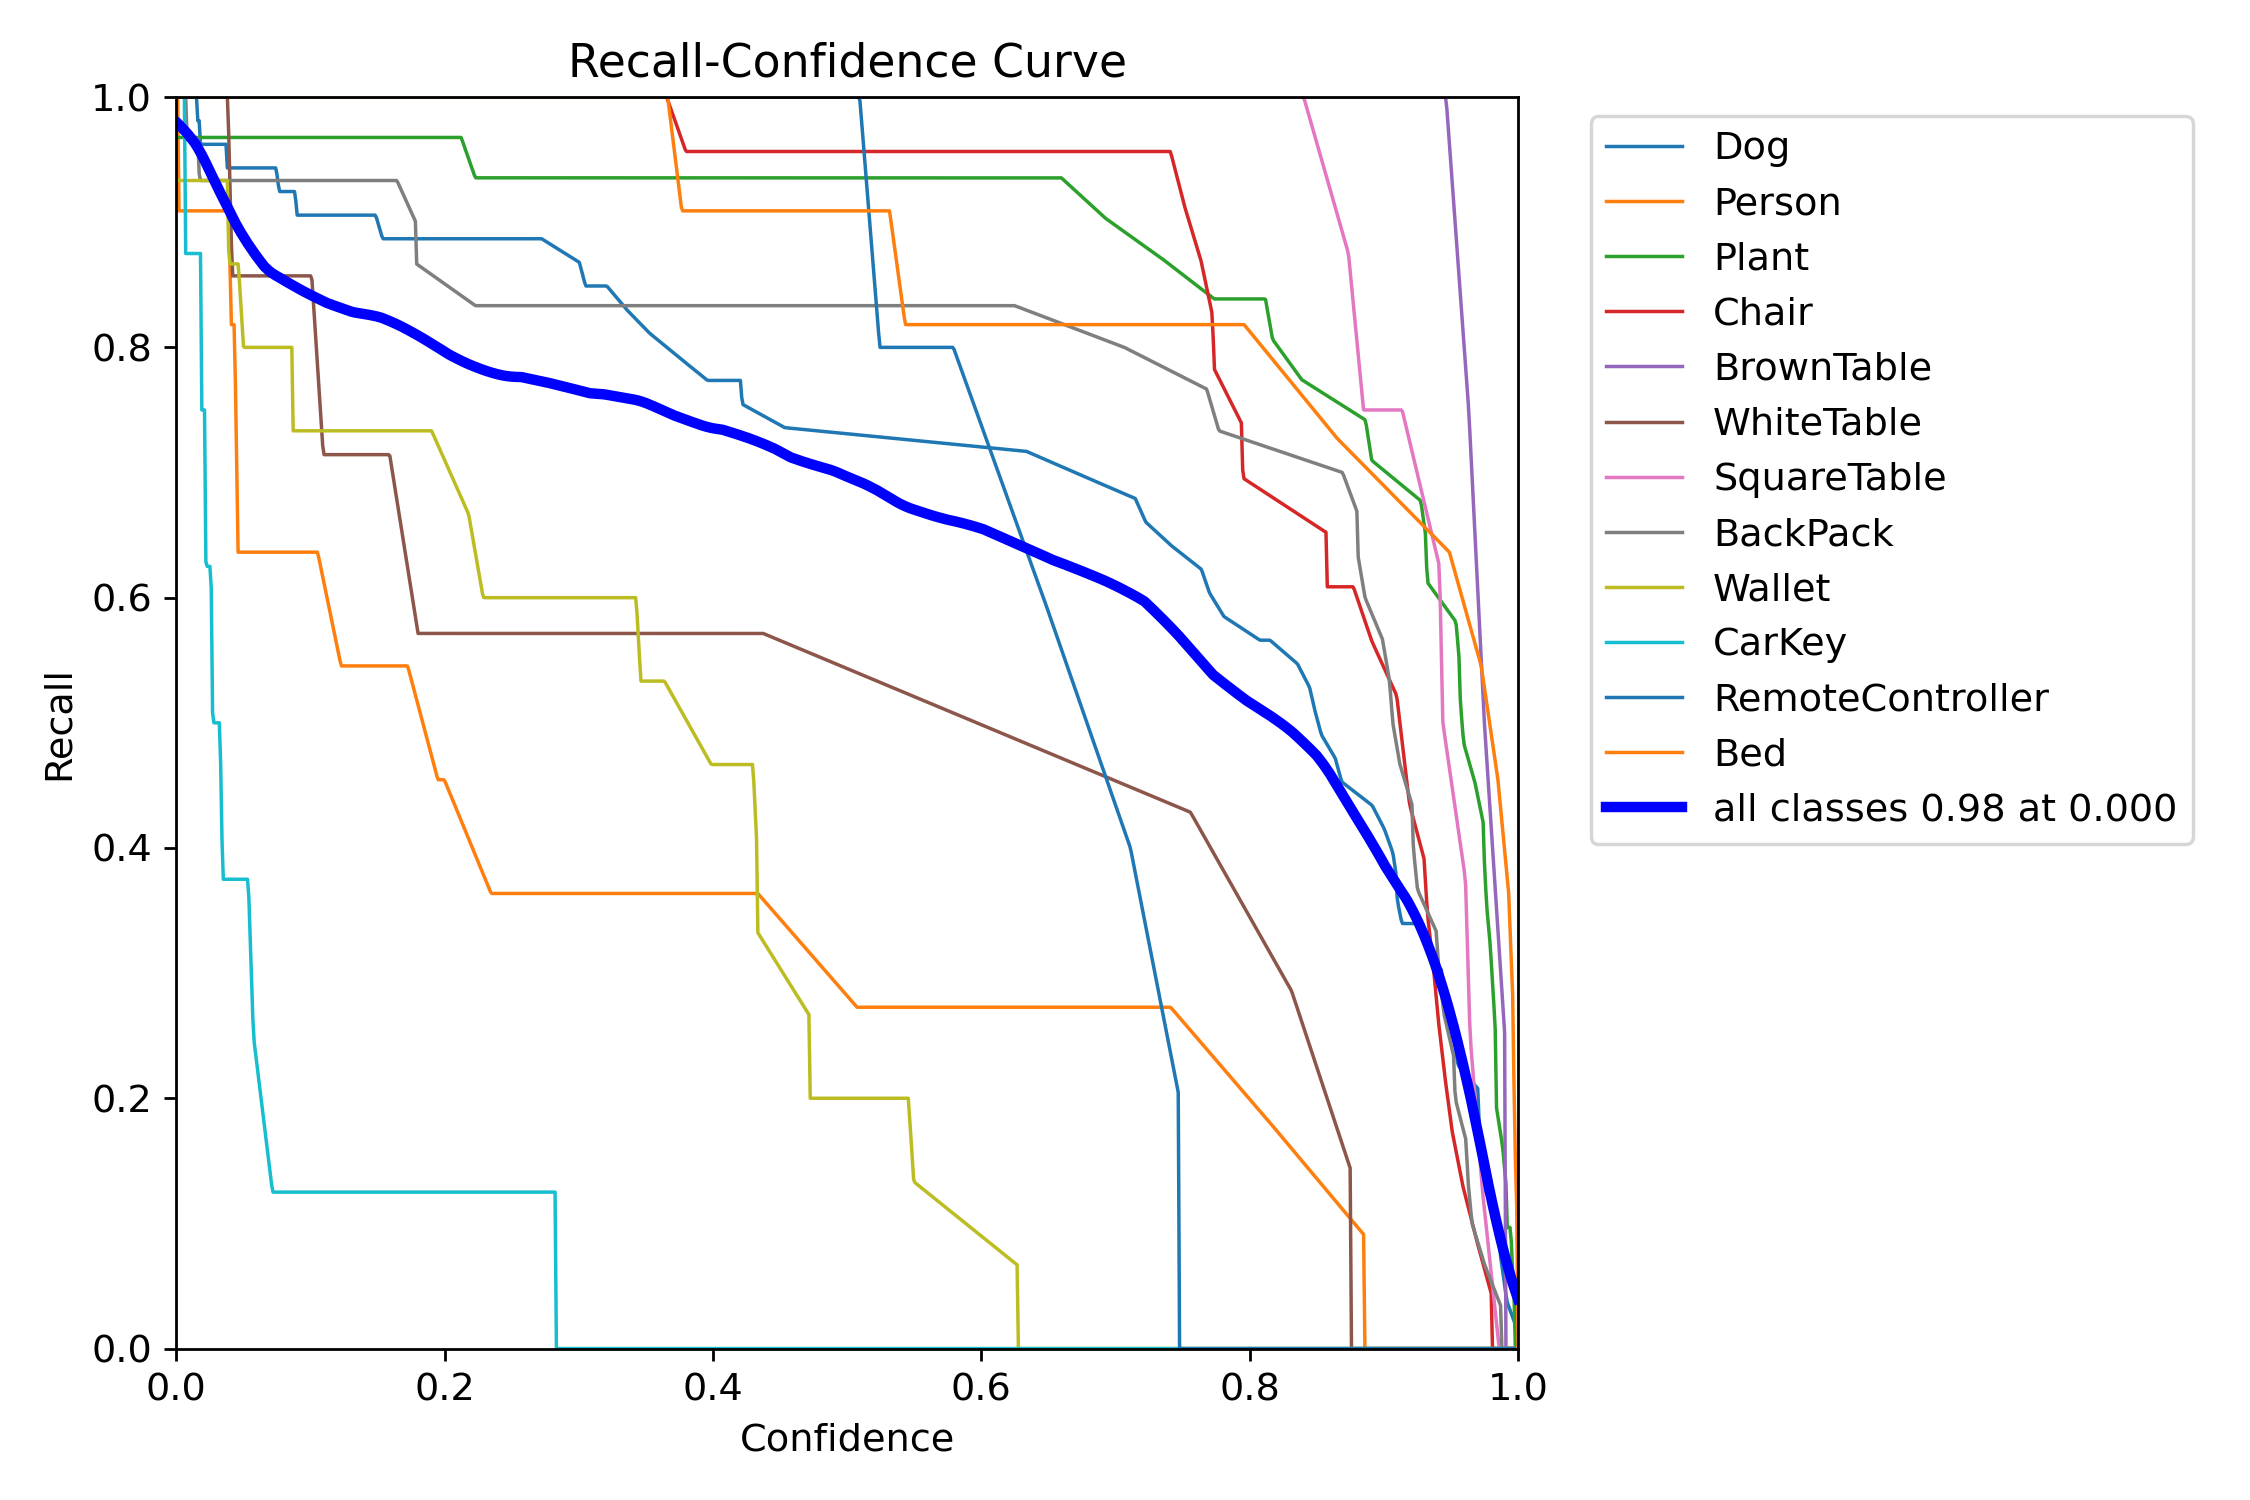 Recall-Confidence Curve
1.0
0.8
0.6
0.4
0.2
0.0
Recall
0.0 0.2 0.4 0.6 0.8 1.0
Confidence
Dog
Person
Plant
Chair
BrownTable
WhiteTable
SquareTable
BackPack
Wallet
CarKey
RemoteController
Bed
all classes 0.98 at 0.000